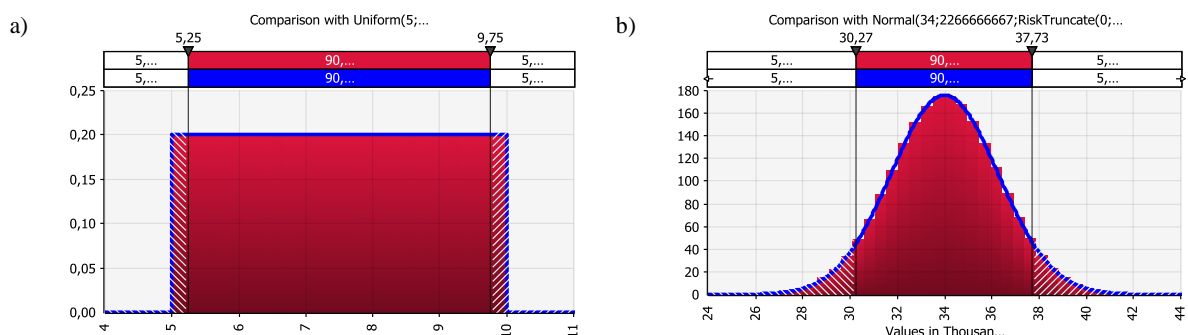 a)
Comparison with Uniform(5;...
5,25 9,75
5,... 90,... 5,...
5,... 90,... 5,...
0,25
0,20
0,15
0,10
0,05
0,00
4 5 6 7 8 9 10 11
b)
Comparison with Normal(34;2266666667;RiskTruncate(0;...
30,27 37,73
5,... 90,... 5,...
5,... 90,... 5,...
180
160
140
120
100
80
60
40
20
0
24 26 28 30 32 34 36 38 40 42 44
Values in Thousan...